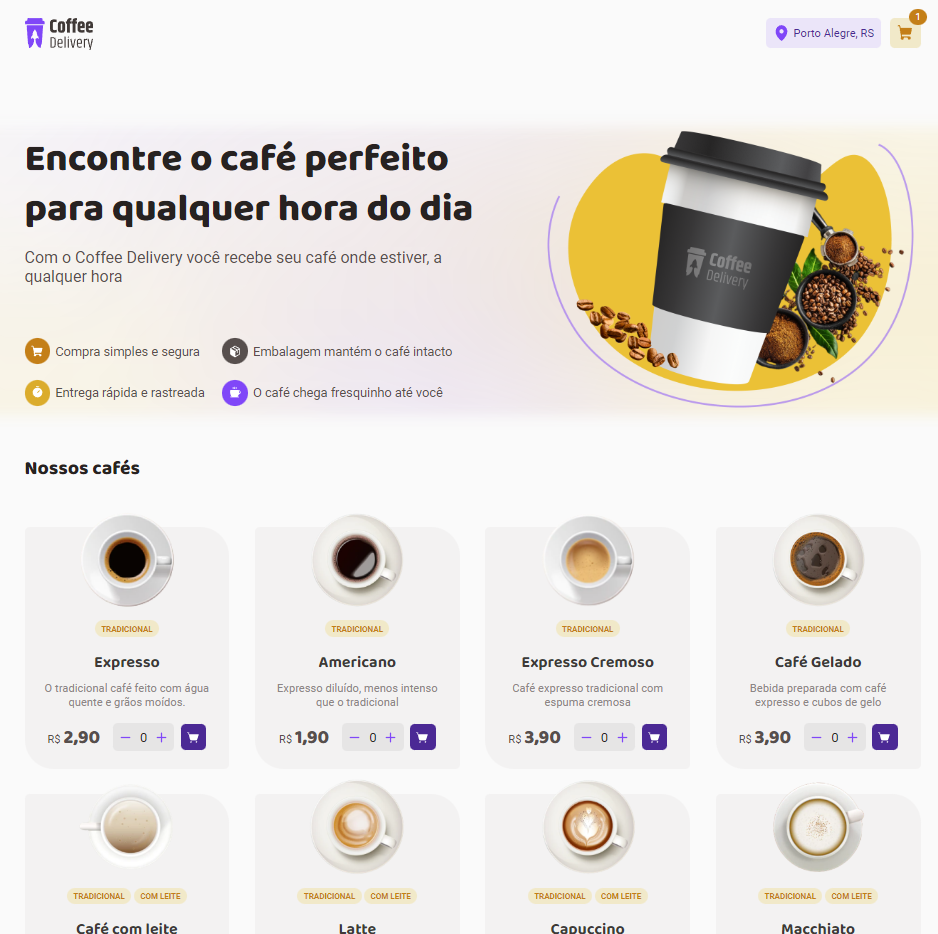 Coffee
Delivery
Porto Alegre, RS
1
Encontre o café perfeito
para qualquer hora do dia
Com o Coffee Delivery você recebe seu café onde estiver, a
qualquer hora
Coffee
Delivery
Compra simples e segura
Embalagem mantém o café intacto
Entrega rápida e rastreada
O café chega fresquinho até você
Nossos cafés
TRADICIONAL
Expresso
O tradicional café feito com água
quente e grãos moídos.
R$ 2,90
− 0 +
TRADICIONAL
Americano
Expresso diluído, menos intenso
que o tradicional
R$ 1,90
− 0 +
TRADICIONAL
Expresso Cremoso
Café expresso tradicional com
espuma cremosa
R$ 3,90
− 0 +
TRADICIONAL
Café Gelado
Bebida preparada com café
expresso e cubos de gelo
R$ 3,90
− 0 +
TRADICIONAL COM LEITE
Café com leite
TRADICIONAL COM LEITE
Latte
TRADICIONAL COM LEITE
Capuccino
TRADICIONAL COM LEITE
Macchiato